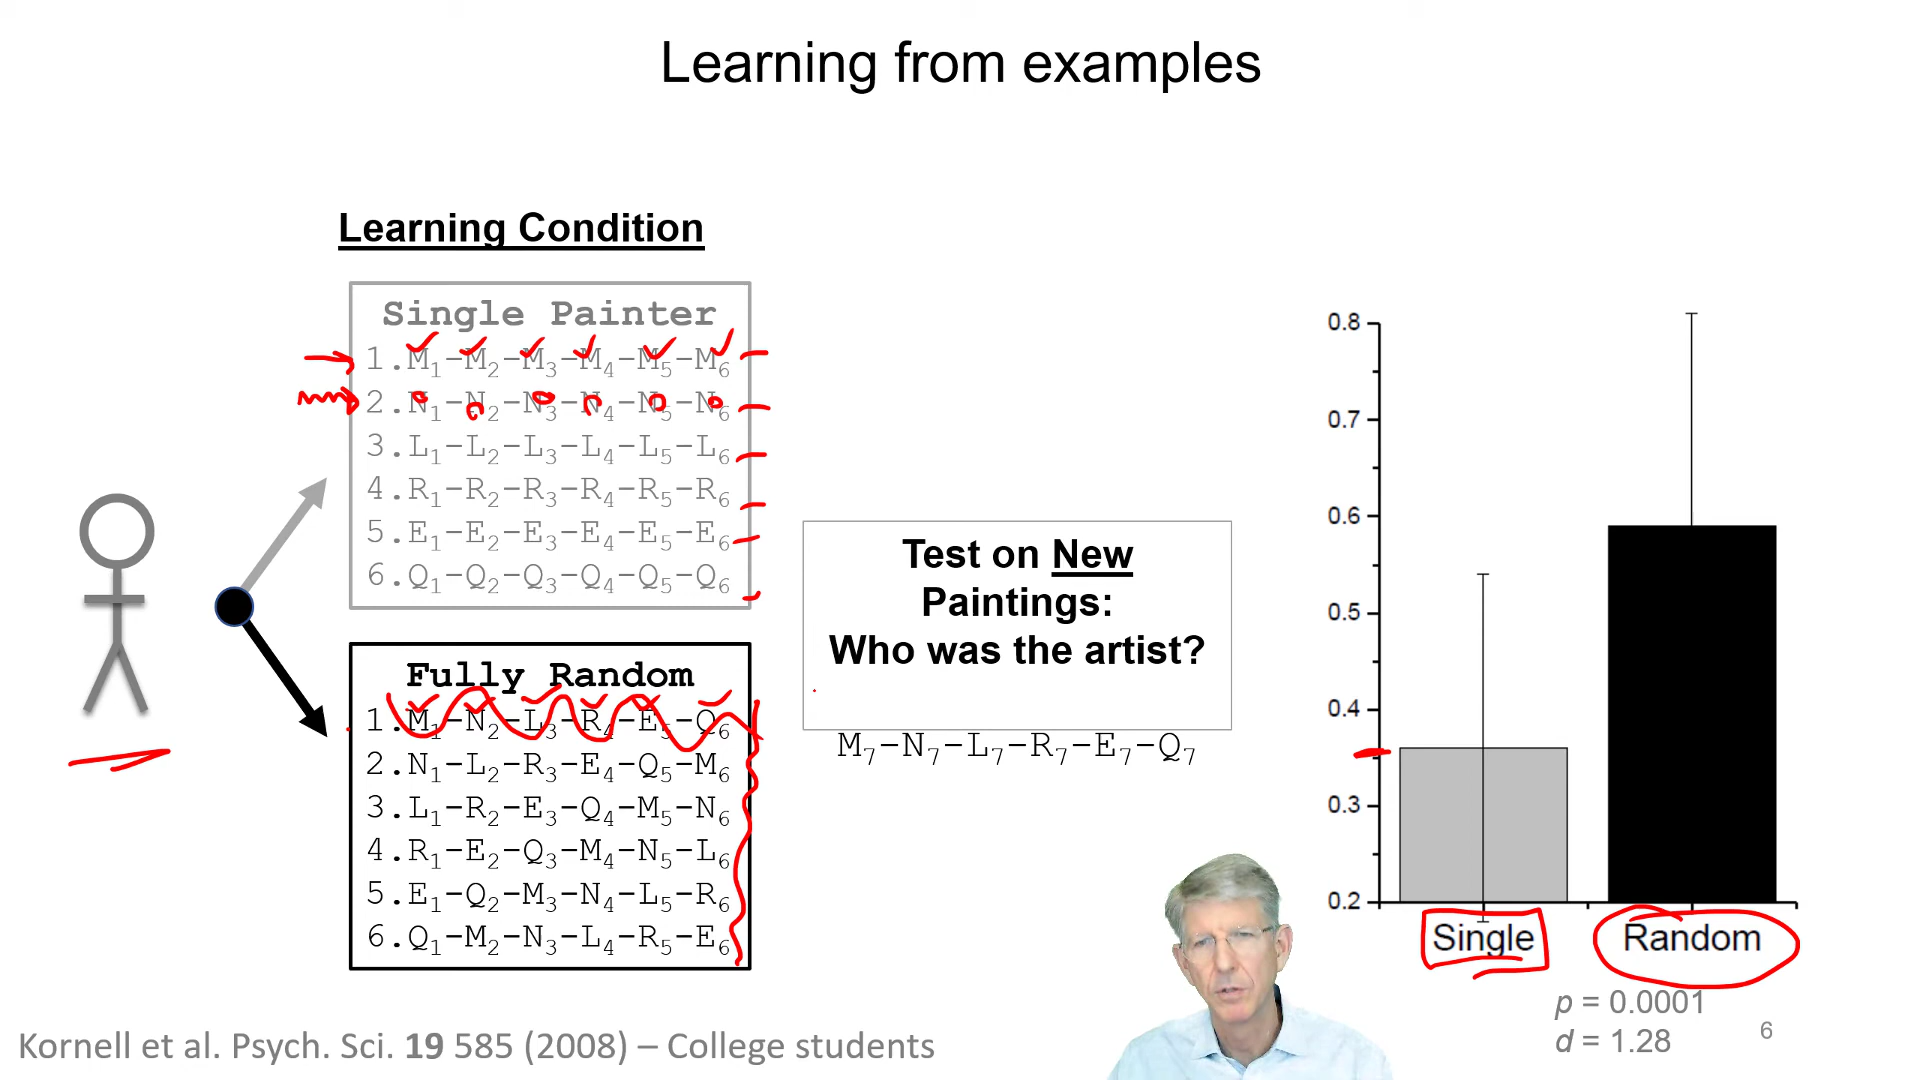 Learning from examples
Learning Condition
Single Painter
1.M₁-M₂-M₃-M₄-M₅-M₆
2.N₁-N₂-N₃-N₄-N₅-N₆
3.L₁-L₂-L₃-L₄-L₅-L₆
4.R₁-R₂-R₃-R₄-R₅-R₆
5.E₁-E₂-E₃-E₄-E₅-E₆
6.Q₁-Q₂-Q₃-Q₄-Q₅-Q₆
Fully Random
1.M₁-N₂-L₃-R₄-E₅-Q₆
2.N₁-L₂-R₃-E₄-Q₅-M₆
3.L₁-R₂-E₃-Q₄-M₅-N₆
4.R₁-E₂-Q₃-M₄-N₅-L₆
5.E₁-Q₂-M₃-N₄-L₅-R₆
6.Q₁-M₂-N₃-L₄-R₅-E₆
Test on New
Paintings:
Who was the artist?
M₇-N₇-L₇-R₇-E₇-Q₇
0.8
0.7
0.6
0.5
0.4
0.3
0.2
Single Random
p = 0.0001
d = 1.28
6
Kornell et al. Psych. Sci. 19 585 (2008) – College students